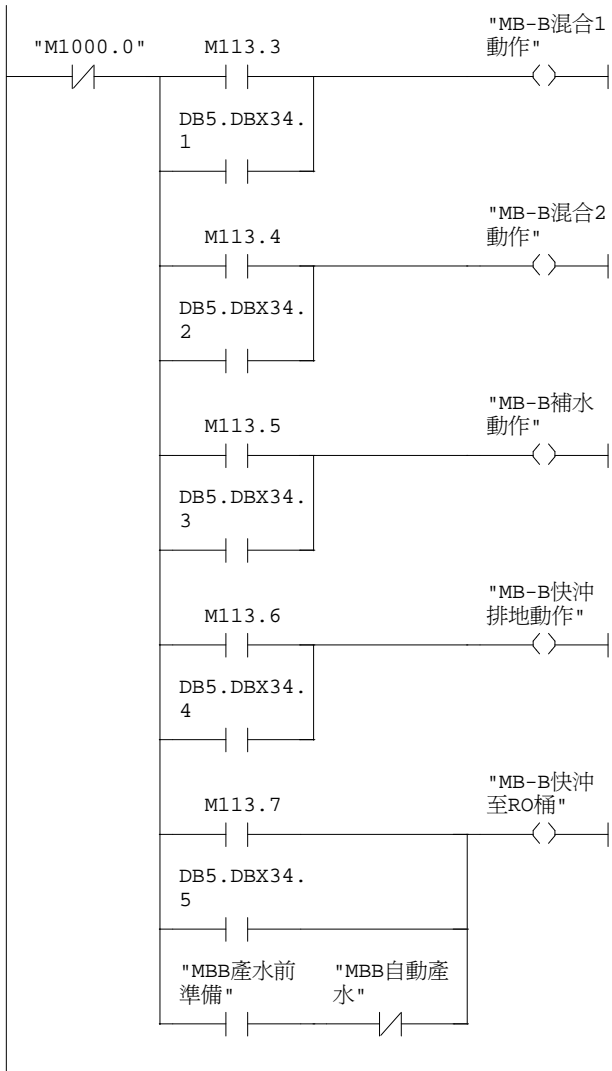 "MB-B混合1
動作"
"M1000.0"
M113.3
DB5.DBX34.
1
"MB-B混合2
動作"
M113.4
DB5.DBX34.
2
"MB-B補水
動作"
M113.5
DB5.DBX34.
3
"MB-B快沖
排地動作"
M113.6
DB5.DBX34.
4
"MB-B快沖
至RO桶"
M113.7
DB5.DBX34.
5
"MBB產水前
準備"
"MBB自動產
水"